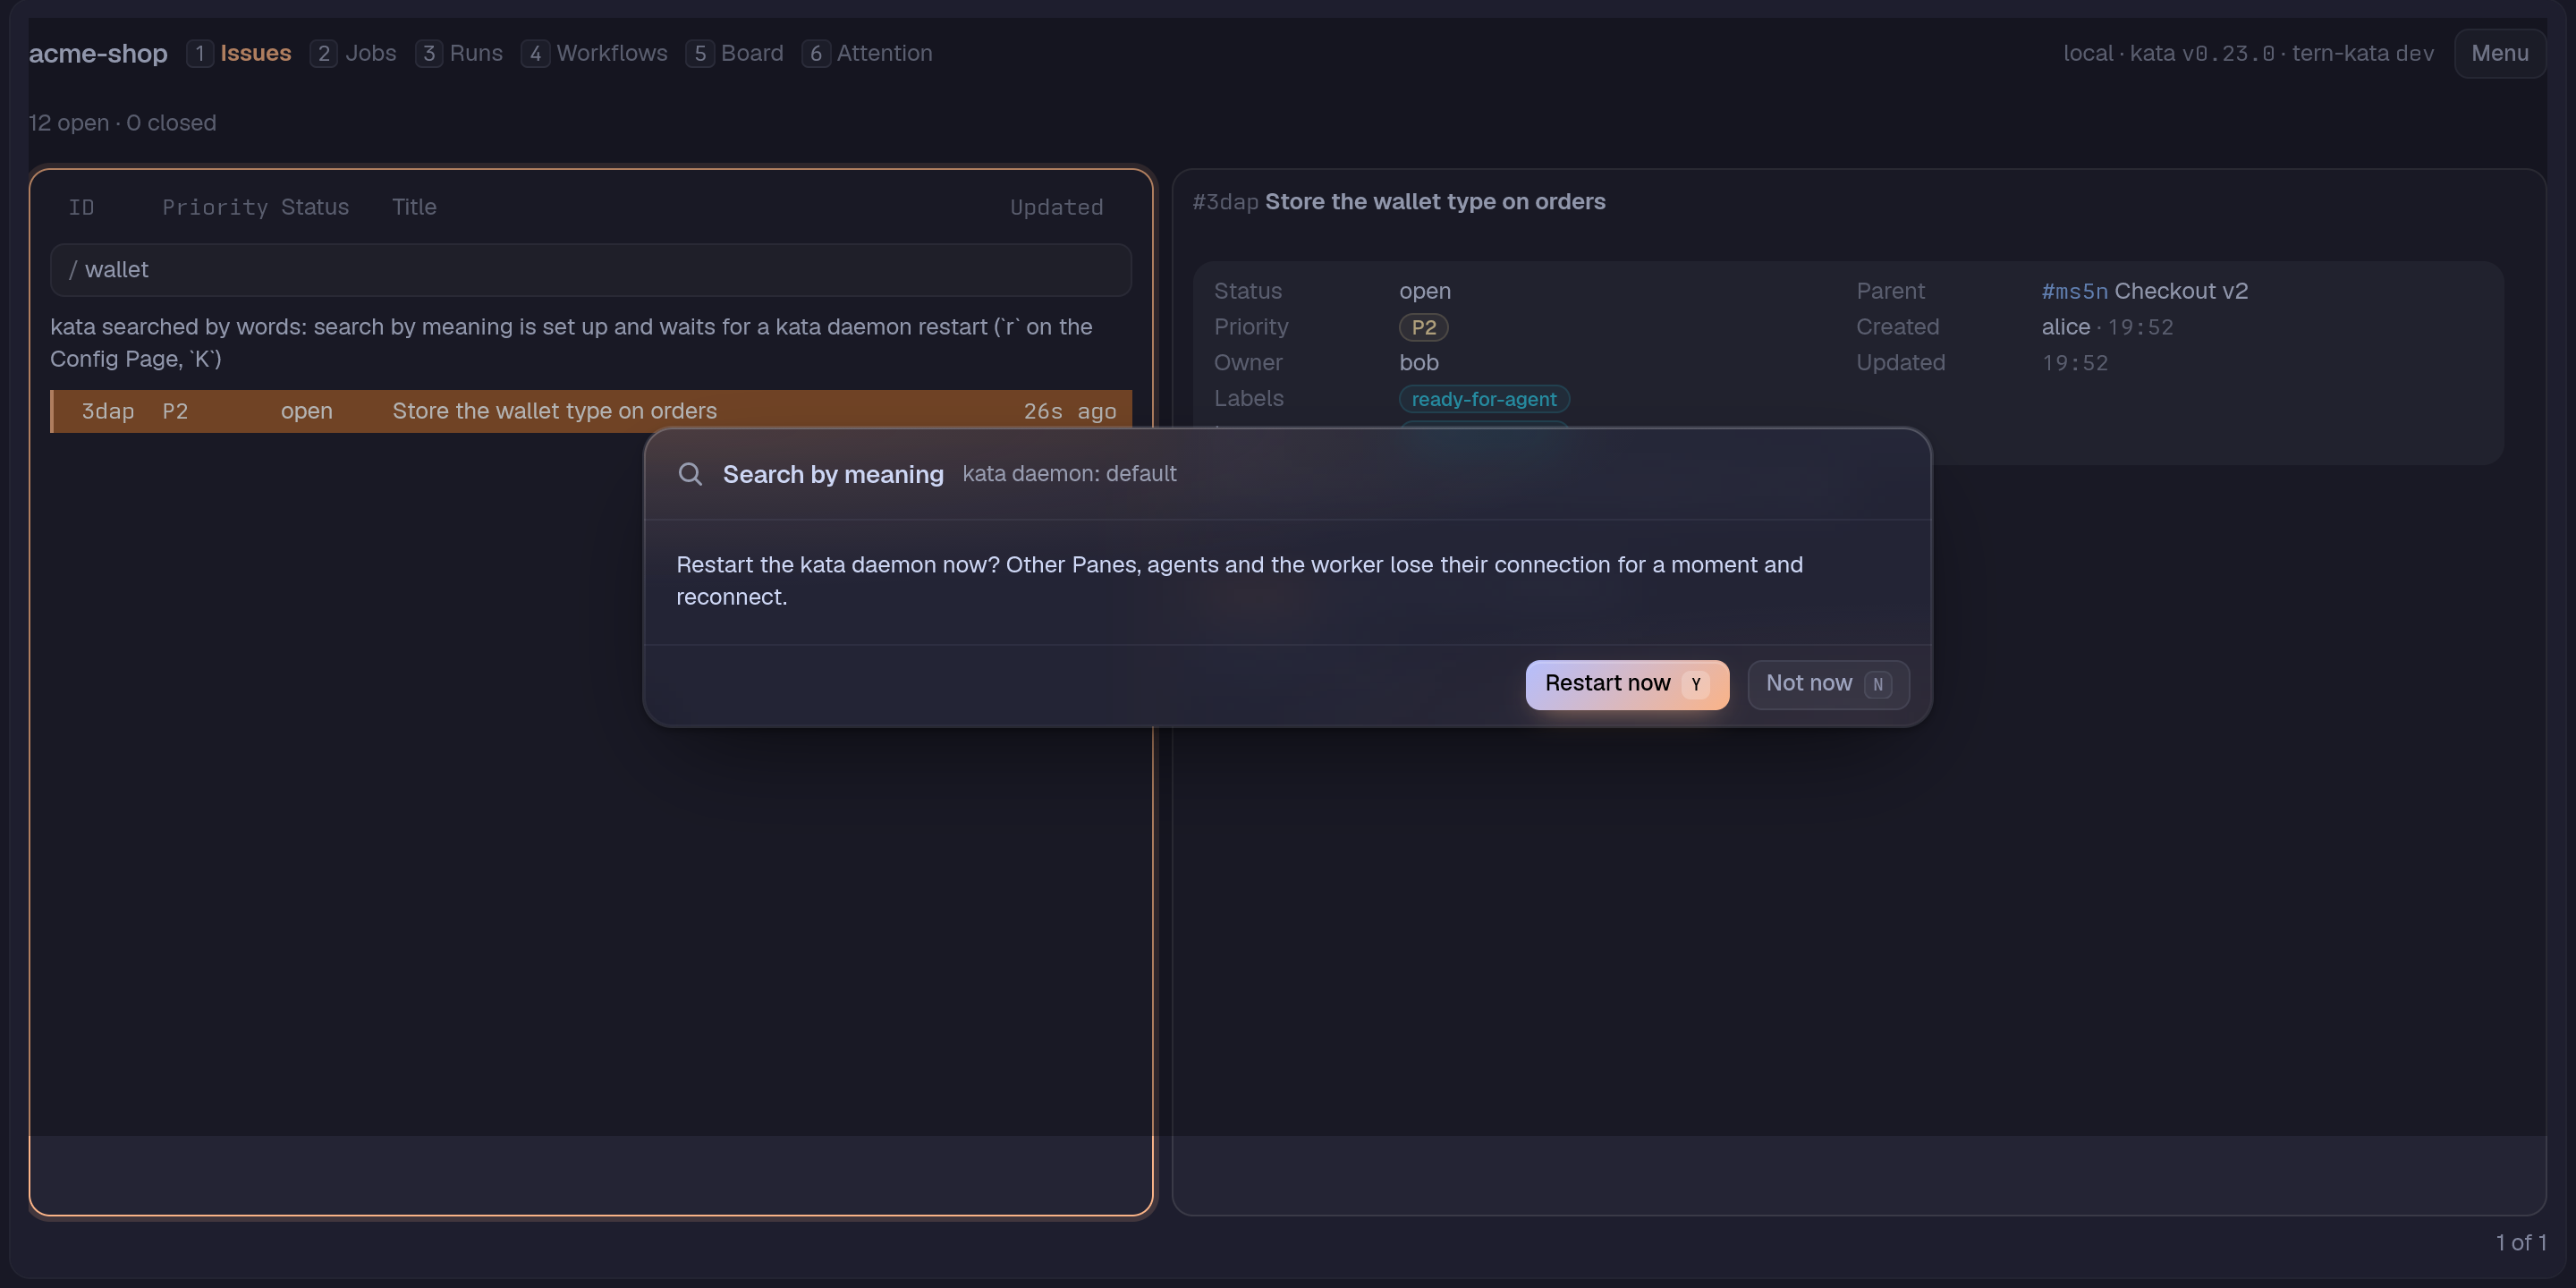 acme-shop 1 Issues 2 Jobs 3 Runs 4 Workflows 5 Board 6 Attention local · kata v0.23.0 · tern-kata dev Menu
12 open · 0 closed
ID Priority Status Title Updated
/ wallet
kata searched by words: search by meaning is set up and waits for a kata daemon restart (`r` on the
Config Page, `K`)
3dap P2 open Store the wallet type on orders 26s ago
#3dap Store the wallet type on orders
Status open Parent #ms5n Checkout v2
Priority P2 Created alice · 19:52
Owner bob Updated 19:52
Labels ready-for-agent
Search by meaning kata daemon: default
Restart the kata daemon now? Other Panes, agents and the worker lose their connection for a moment and
reconnect.
Restart now Y Not now N
1 of 1